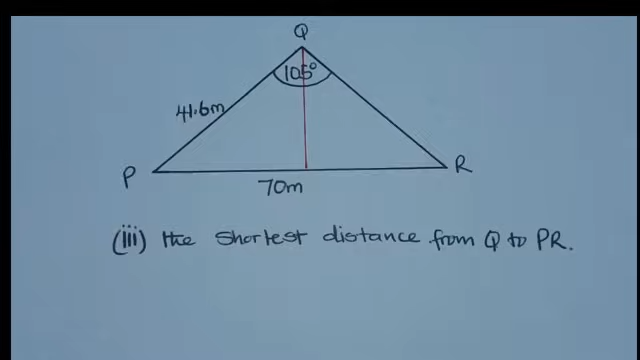 Q
105°
41.6m
P
R
70m
(iii) the shortest distance from Q to PR.